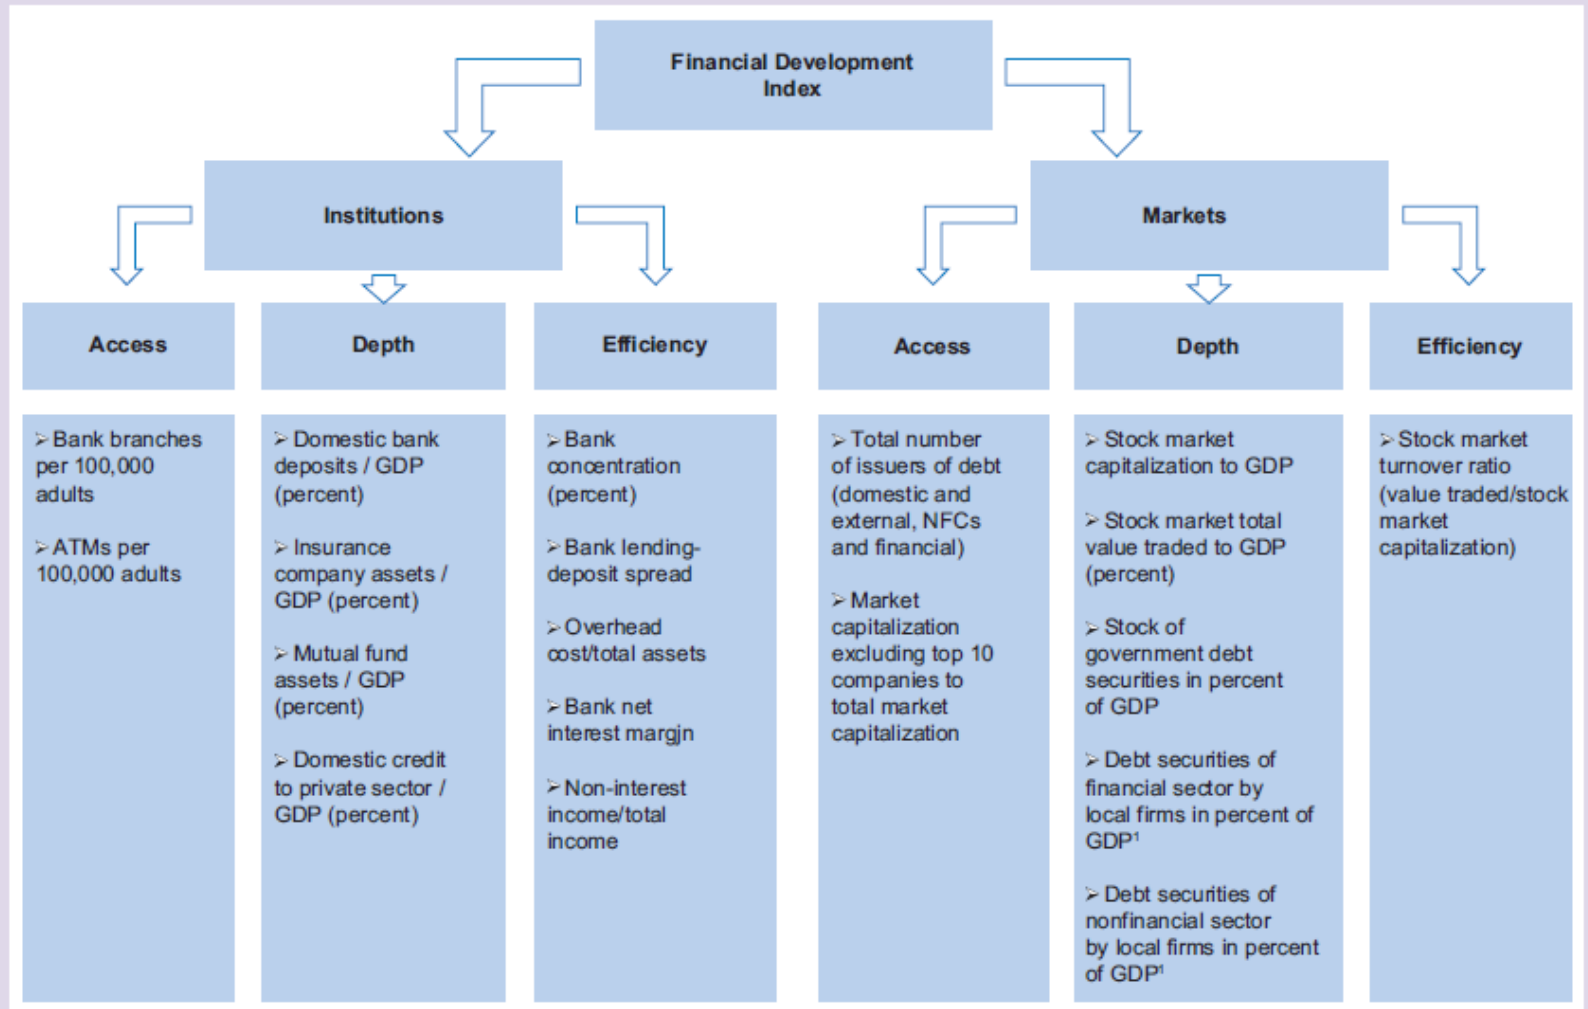 Financial Development
Index
Institutions
Markets
Access
Depth
Efficiency
Access
Depth
Efficiency
➢ Bank branches
per 100,000
adults
➢ ATMs per
100,000 adults
➢ Domestic bank
deposits / GDP
(percent)
➢ Insurance
company assets /
GDP (percent)
➢ Mutual fund
assets / GDP
(percent)
➢ Domestic credit
to private sector /
GDP (percent)
➢ Bank
concentration
(percent)
➢ Bank lending-
deposit spread
➢ Overhead
cost/total assets
➢ Bank net
interest margjn
➢ Non-interest
income/total
income
➢ Total number
of issuers of debt
(domestic and
external, NFCs
and financial)
➢ Market
capitalization
excluding top 10
companies to
total market
capitalization
➢ Stock market
capitalization to GDP
➢ Stock market total
value traded to GDP
(percent)
➢ Stock of
government debt
securities in percent
of GDP
➢ Debt securities of
financial sector by
local firms in percent of
GDP¹
➢ Debt securities of
nonfinancial sector
by local firms in percent
of GDP¹
➢ Stock market
turnover ratio
(value traded/stock
market
capitalization)